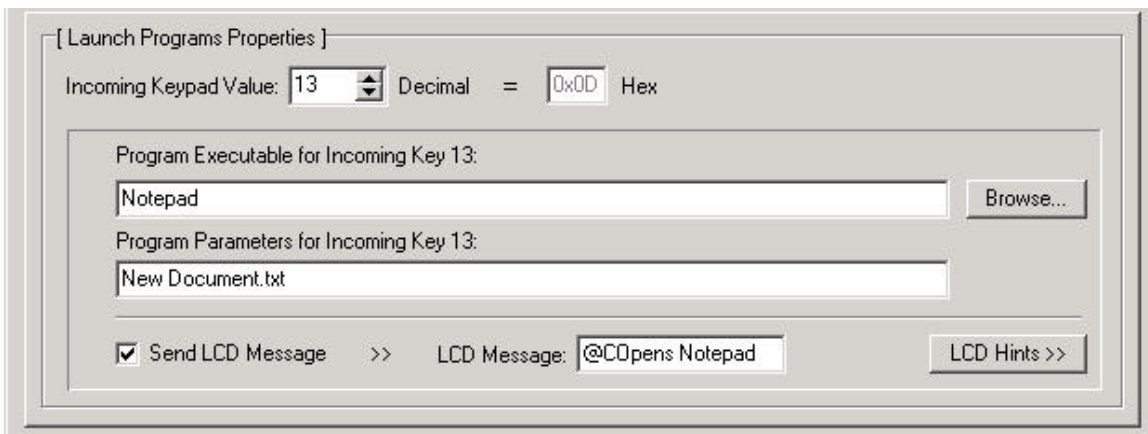 [ Launch Programs Properties ]
Incoming Keypad Value: 13 Decimal = 0x0D Hex
Program Executable for Incoming Key 13:
Notepad Browse...
Program Parameters for Incoming Key 13:
New Document.txt
Send LCD Message >> LCD Message: @COpens Notepad LCD Hints >>